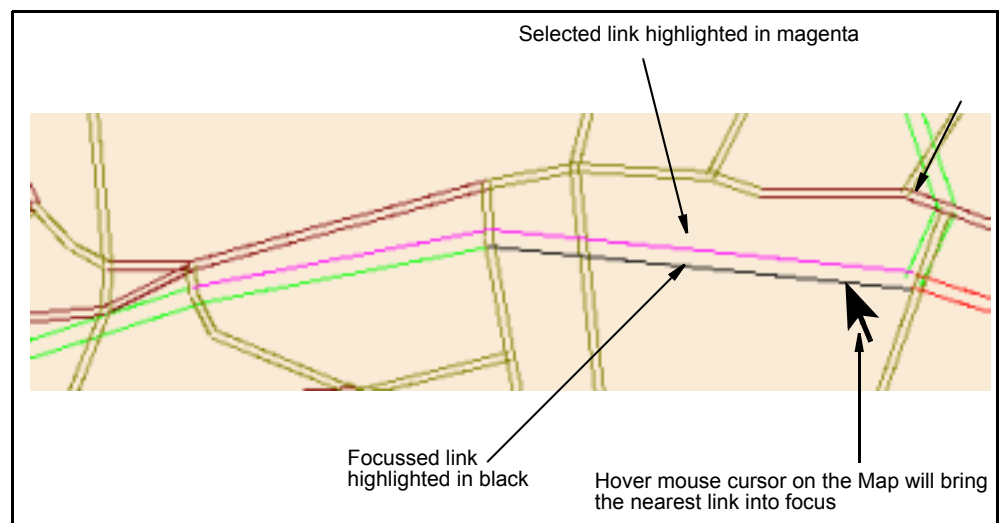 Selected link highlighted in magenta
Focussed link
highlighted in black
Hover mouse cursor on the Map will bring
the nearest link into focus